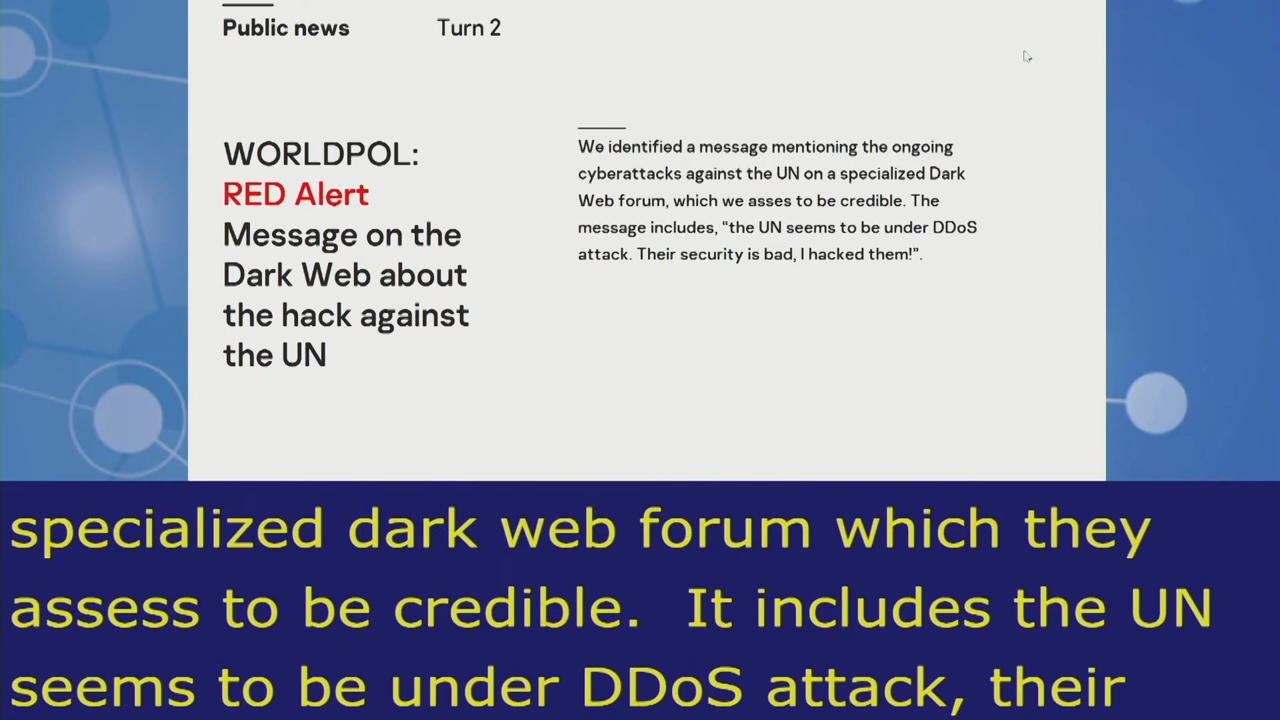 Public news
Turn 2
WORLDPOL:
RED Alert
Message on the
Dark Web about
the hack against
the UN
We identified a message mentioning the ongoing
cyberattacks against the UN on a specialized Dark
Web forum, which we asses to be credible. The
message includes, “the UN seems to be under DDoS
attack. Their security is bad, I hacked them!”.
specialized dark web forum which they
assess to be credible.  It includes the UN
seems to be under DDoS attack, their